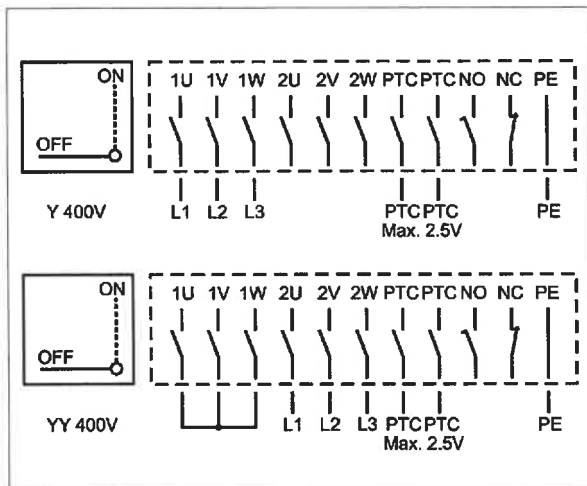 ON 1U 1V 1W 2U 2V 2W PTC PTC NO NC PE
OFF
Y 400V L1 L2 L3 PTC PTC PE
Max. 2.5V
ON 1U 1V 1W 2U 2V 2W PTC PTC NO NC PE
OFF
YY 400V L1 L2 L3 PTC PTC PE
Max. 2.5V